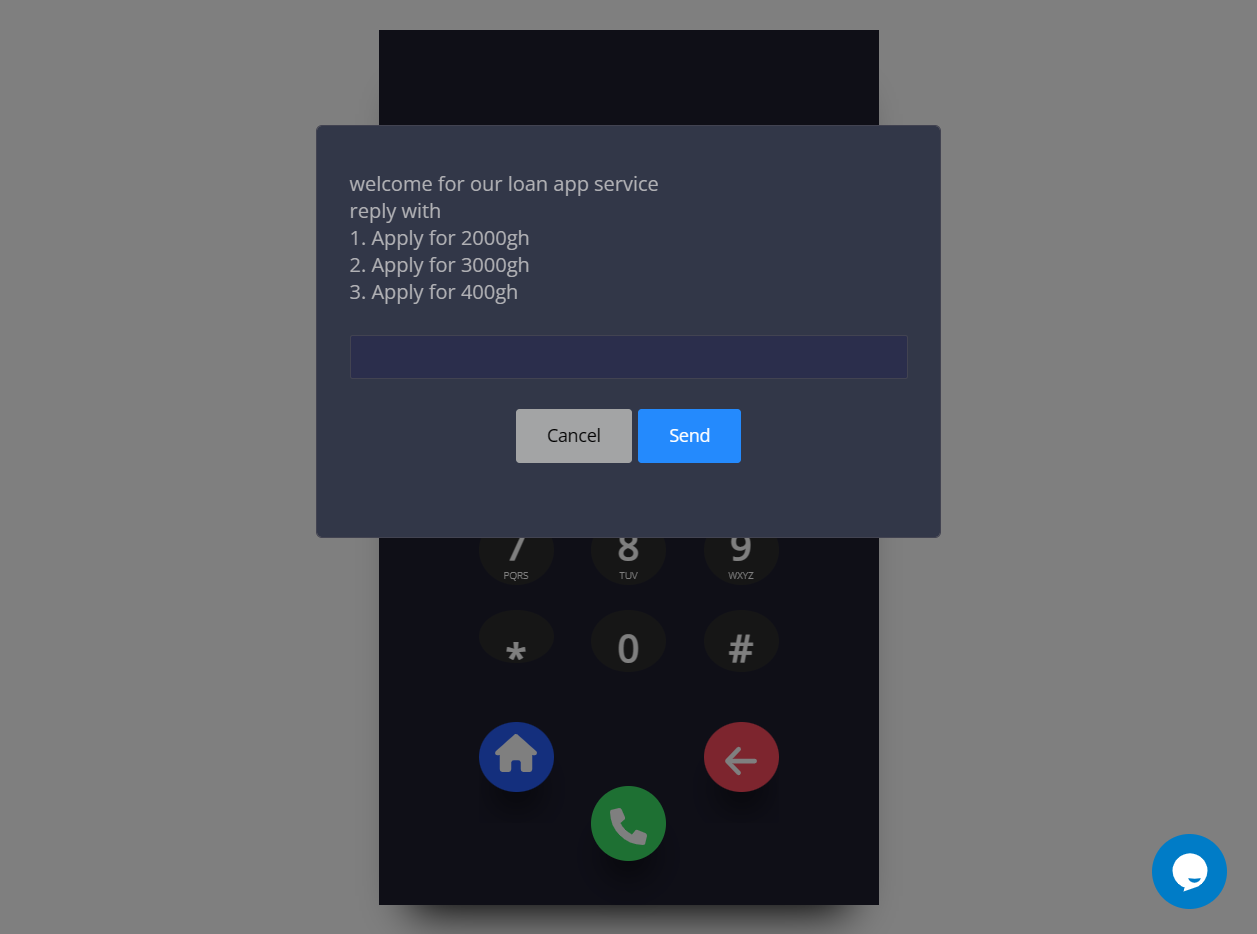 welcome for our loan app service
reply with
1. Apply for 2000gh
2. Apply for 3000gh
3. Apply for 400gh
Cancel Send
7 8 9
PQRS TUV WXYZ
* 0 #